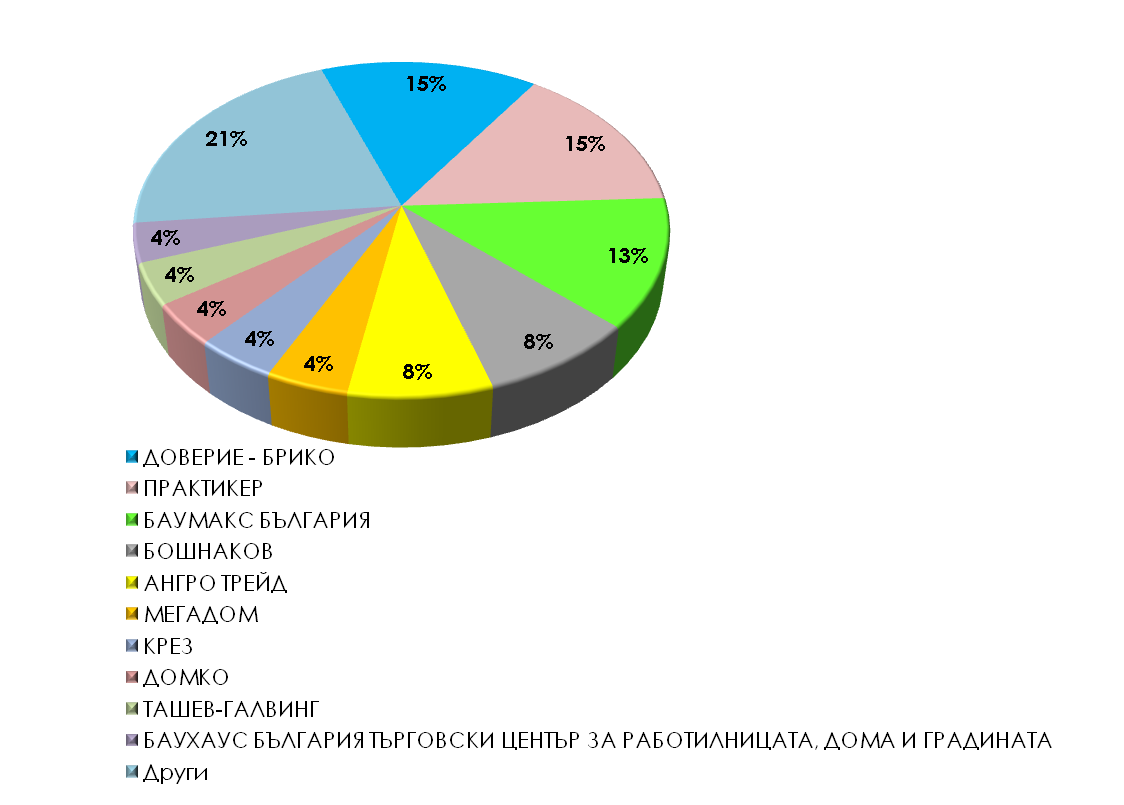 15%
15%
21%
4%
13%
4%
4%
4%
8%
4%
8%
ДОВЕРИЕ - БРИКО
ПРАКТИКЕР
БАУМАКС БЪЛГАРИЯ
БОШНАКОВ
АНГРО ТРЕЙД
МЕГАДОМ
КРЕЗ
ДОМКО
ТАШЕВ-ГАЛВИНГ
БАУХАУС БЪЛГАРИЯ ТЪРГОВСКИ ЦЕНТЪР ЗА РАБОТИЛНИЦАТА, ДОМА И ГРАДИНАТА
Други